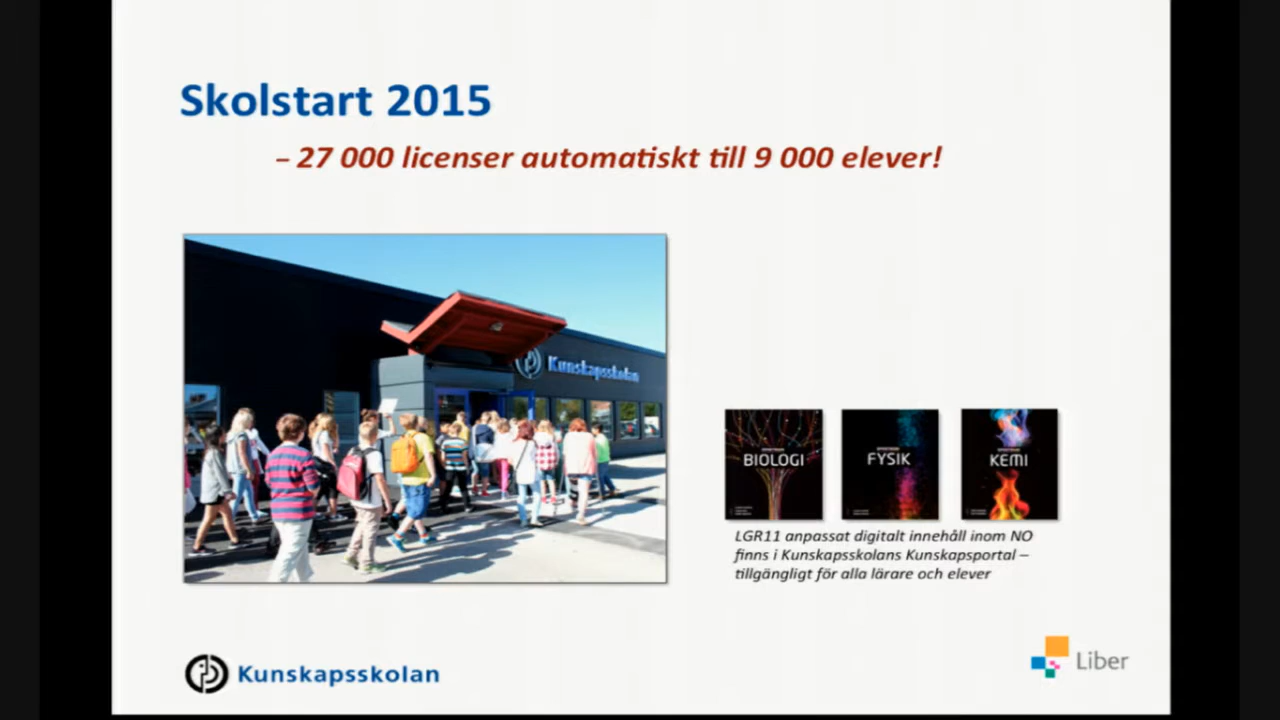 Skolstart 2015
– 27 000 licenser automatiskt till 9 000 elever!
Kunskapsskolan
BIOLOGI
FYSIK
KEMI
LGR11 anpassat digitalt innehåll inom NO
finns i Kunskapsskolans Kunskapsportal –
tillgängligt för alla lärare och elever
Kunskapsskolan
Liber